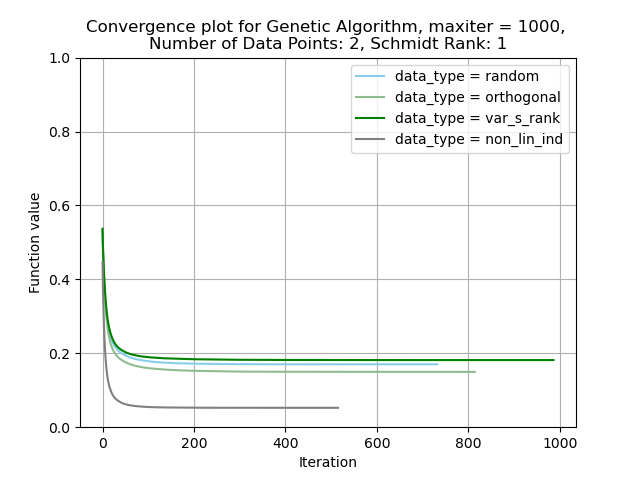 Convergence plot for Genetic Algorithm, maxiter = 1000,
Number of Data Points: 2, Schmidt Rank: 1
data_type = random
data_type = orthogonal
data_type = var_s_rank
data_type = non_lin_ind
Function value
1.0
0.8
0.6
0.4
0.2
0.0
0 200 400 600 800 1000
Iteration